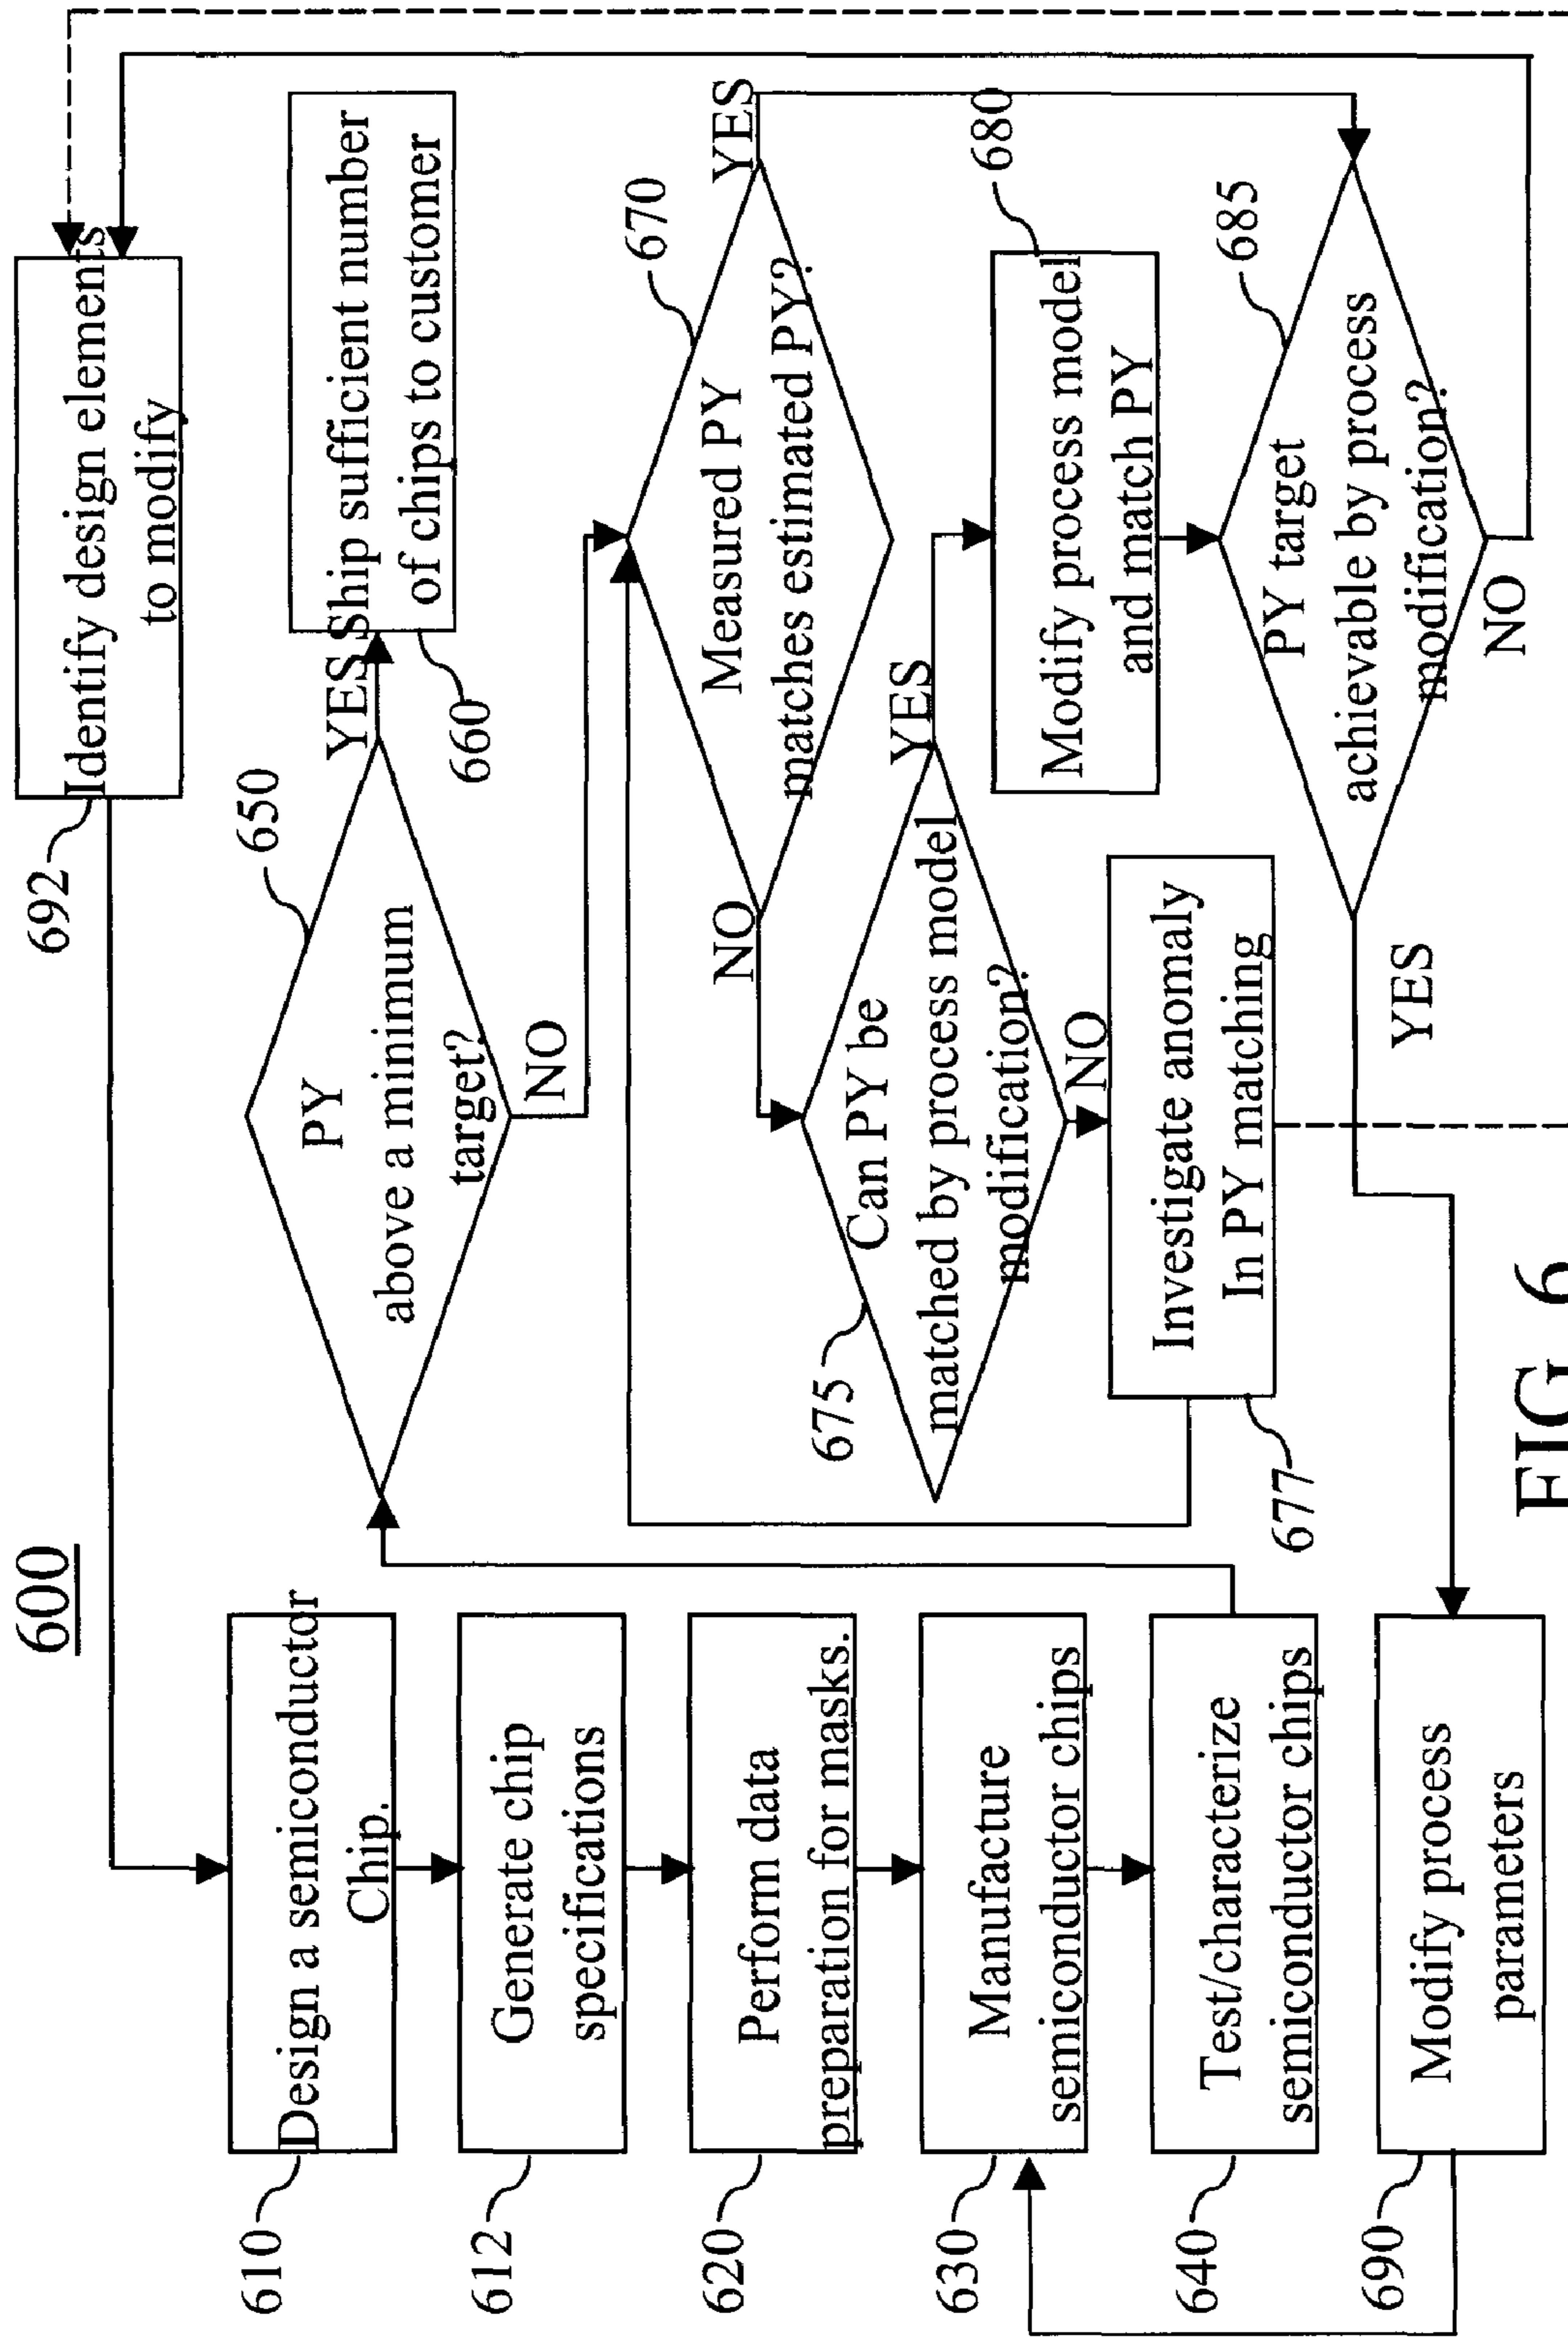 600
610
Design a semiconductor
Chip.
612
Generate chip
specifications
620
Perform data
preparation for masks.
630
Manufacture
semiconductor chips
640
Test/characterize
semiconductor chips
690
Modify process
parameters
692
Identify design elements
to modify
650
PY
above a minimum
target?
YES
NO
660
Ship sufficient number
of chips to customer
670
Measured PY
matches estimated PY?
YES
NO
675
Can PY be
matched by process model
modification?
YES
NO
677
Investigate anomaly
In PY matching
680
Modify process model
and match PY
685
PY target
achievable by process
modification?
YES
NO
FIG. 6